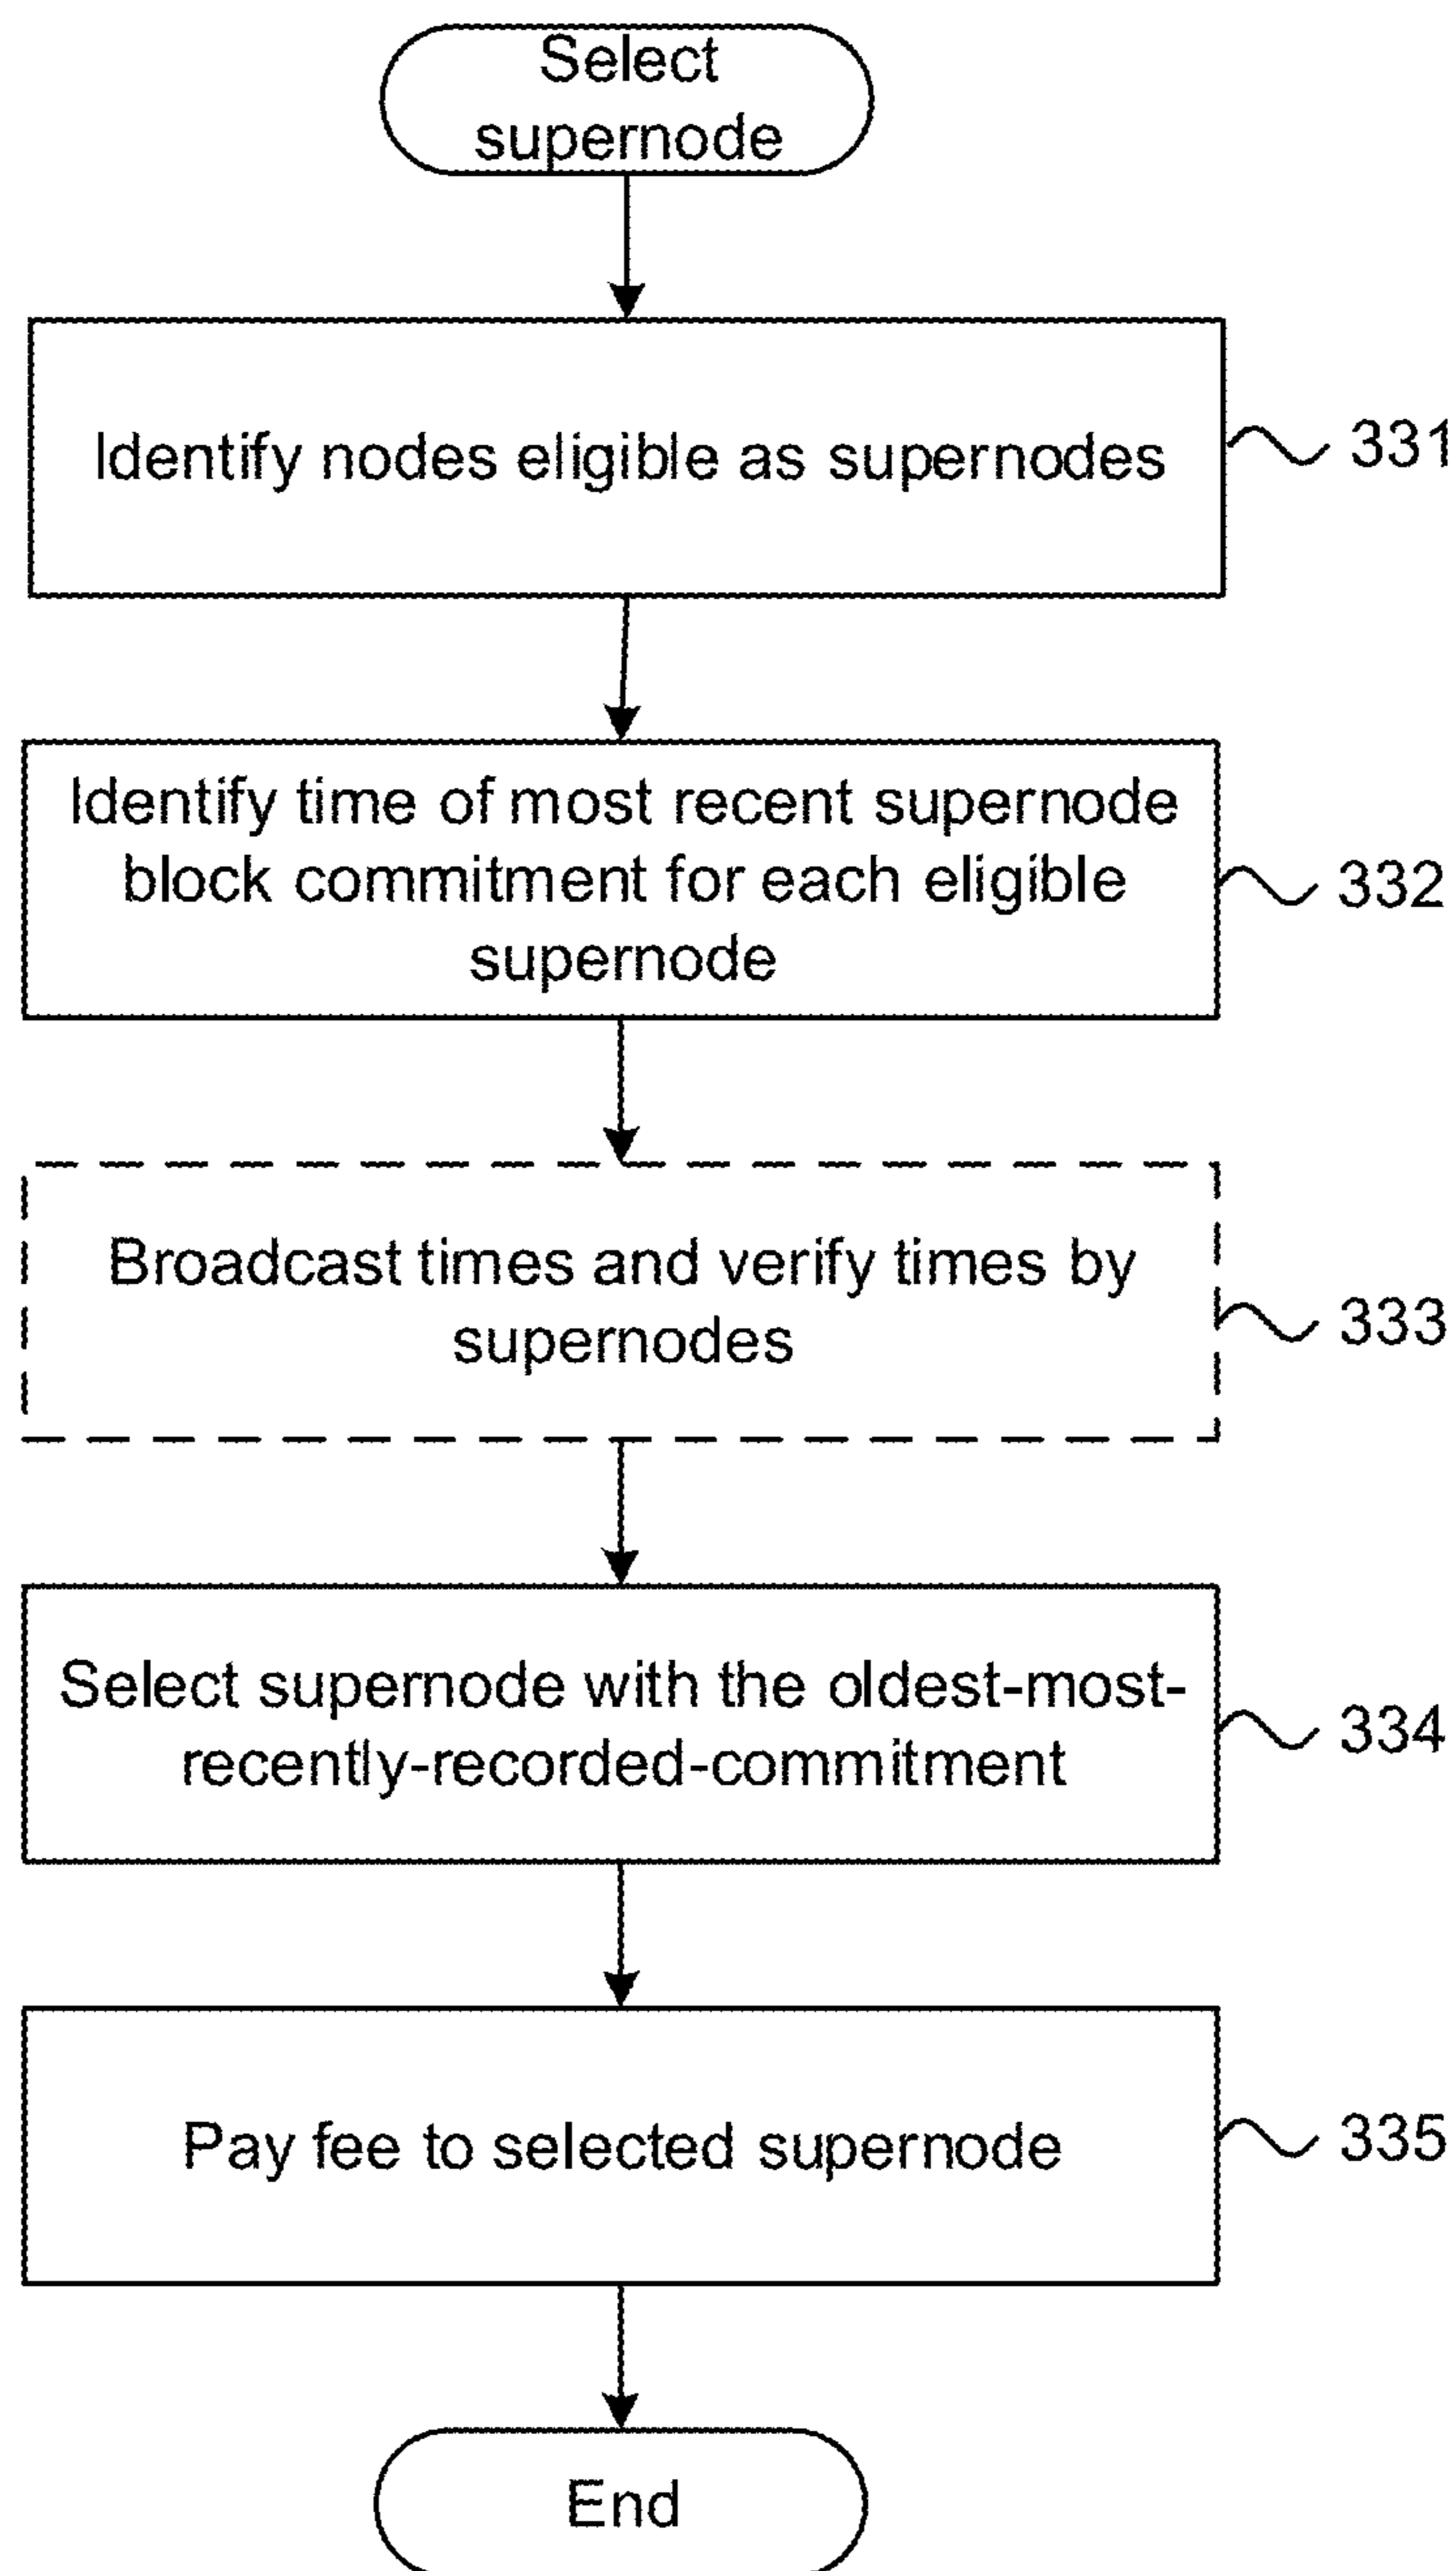 Select
supernode
Identify nodes eligible as supernodes
331
Identify time of most recent supernode
block commitment for each eligible
supernode
332
Broadcast times and verify times by
supernodes
333
Select supernode with the oldest-most-
recently-recorded-commitment
334
Pay fee to selected supernode
335
End